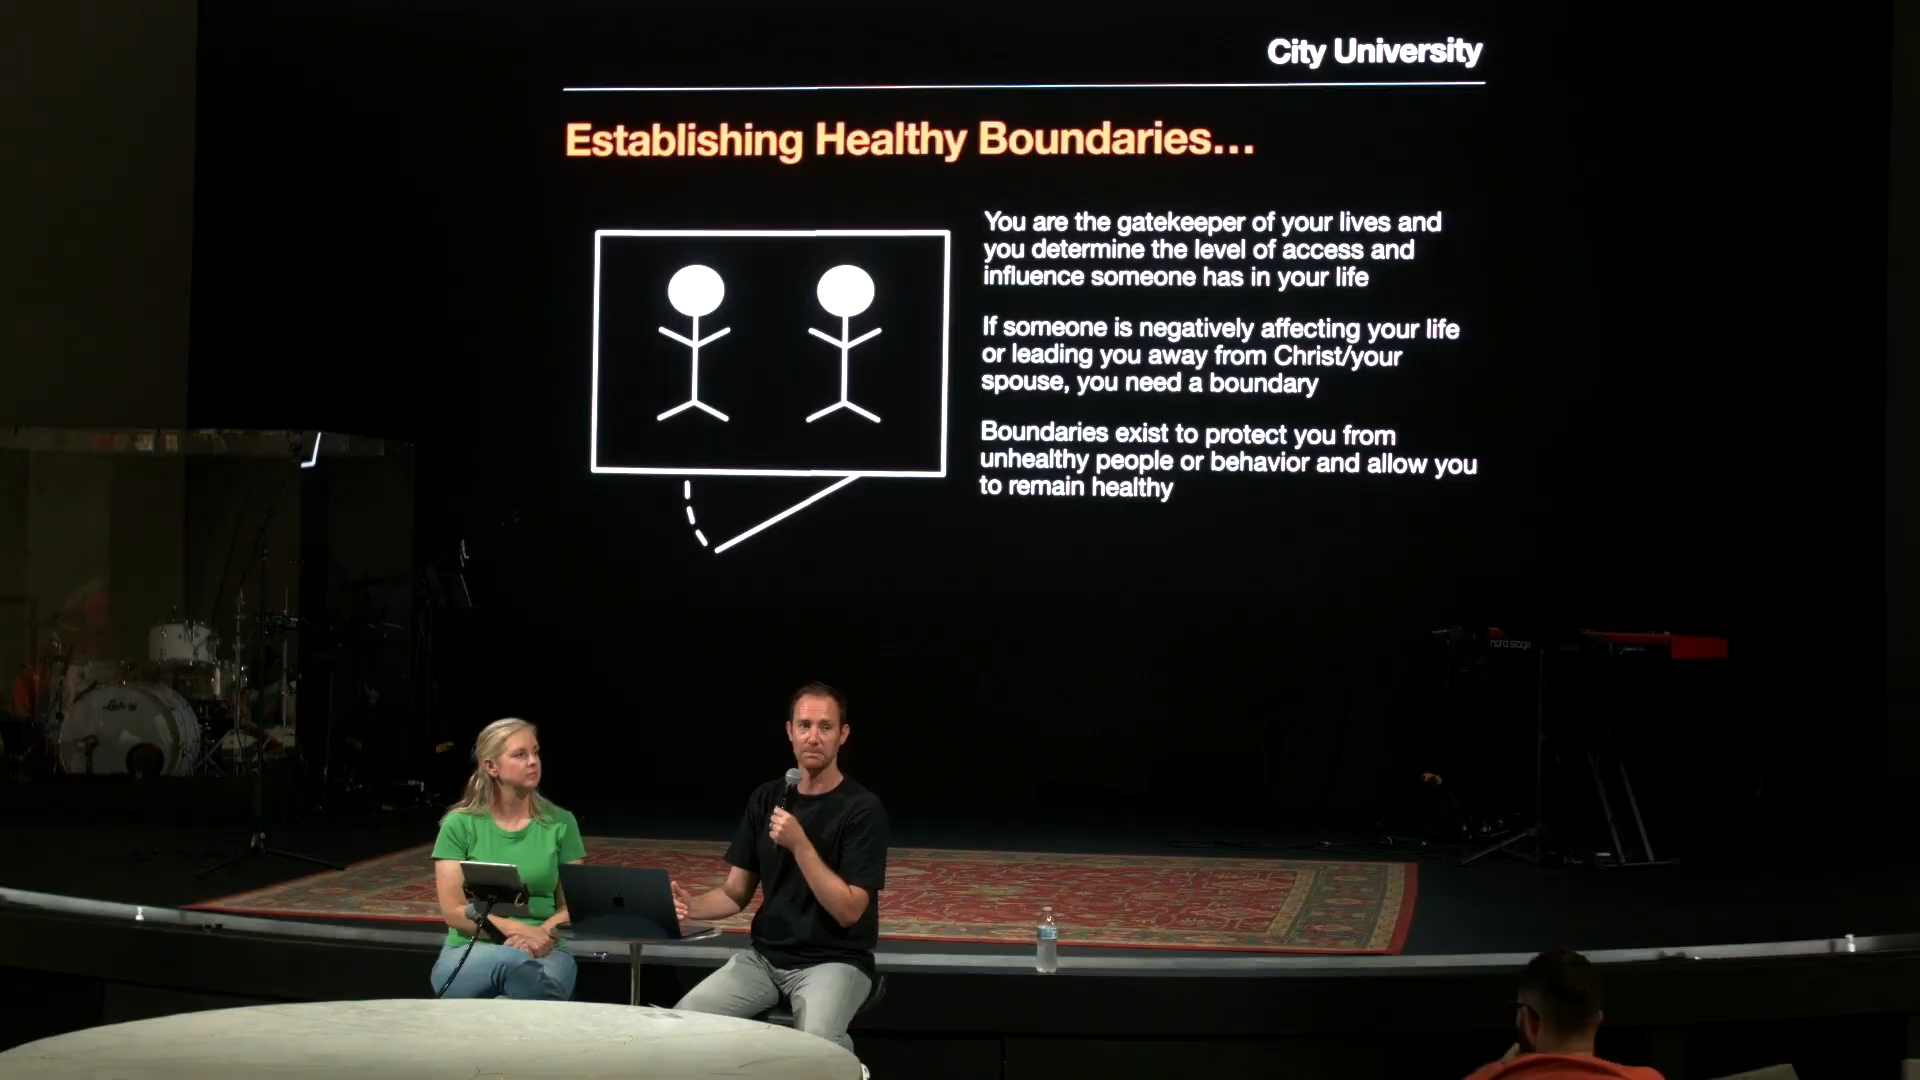 City University
Establishing Healthy Boundaries...
You are the gatekeeper of your lives and
you determine the level of access and
influence someone has in your life
If someone is negatively affecting your life
or leading you away from Christ/your
spouse, you need a boundary
Boundaries exist to protect you from
unhealthy people or behavior and allow you
to remain healthy
nord stage
Ludwig